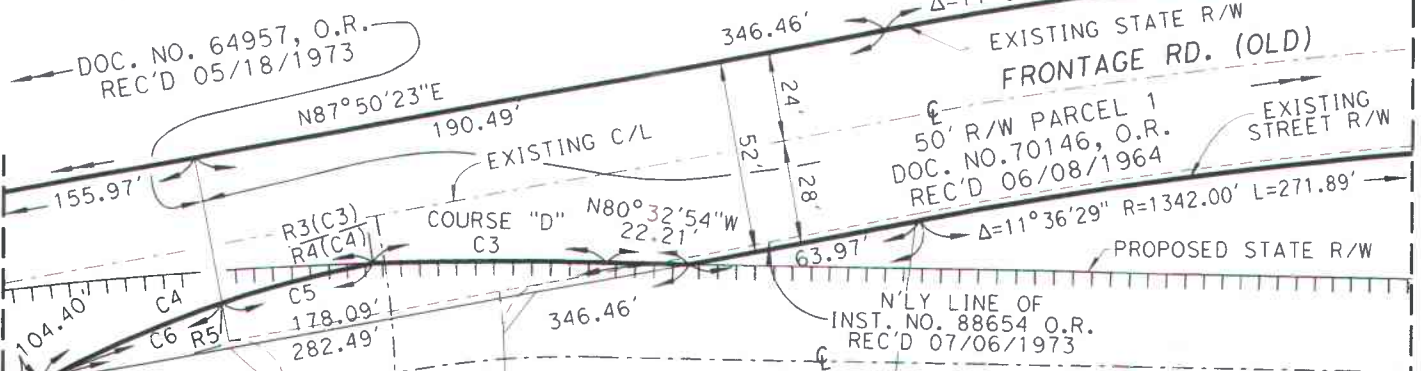 DOC. NO. 64957, O.R.
REC'D 05/18/1973
346.46'
EXISTING STATE R/W
FRONTAGE RD. (OLD)
N87°50'23"E
190.49'
24'
℄
50' R/W PARCEL 1
DOC. NO.70146, O.R.
REC'D 06/08/1964
EXISTING
STREET R/W
EXISTING C/L
52'
28'
155.97'
R3(C3)
R4(C4)
COURSE "D"
C3
N80°32'54"W
22.21'
Δ=11°36'29" R=1342.00' L=271.89'
63.97'
PROPOSED STATE R/W
C4
C5
104.40'
C6
R5
178.09'
282.49'
346.46'
N'LY LINE OF
INST. NO. 88654 O.R.
REC'D 07/06/1973
℄